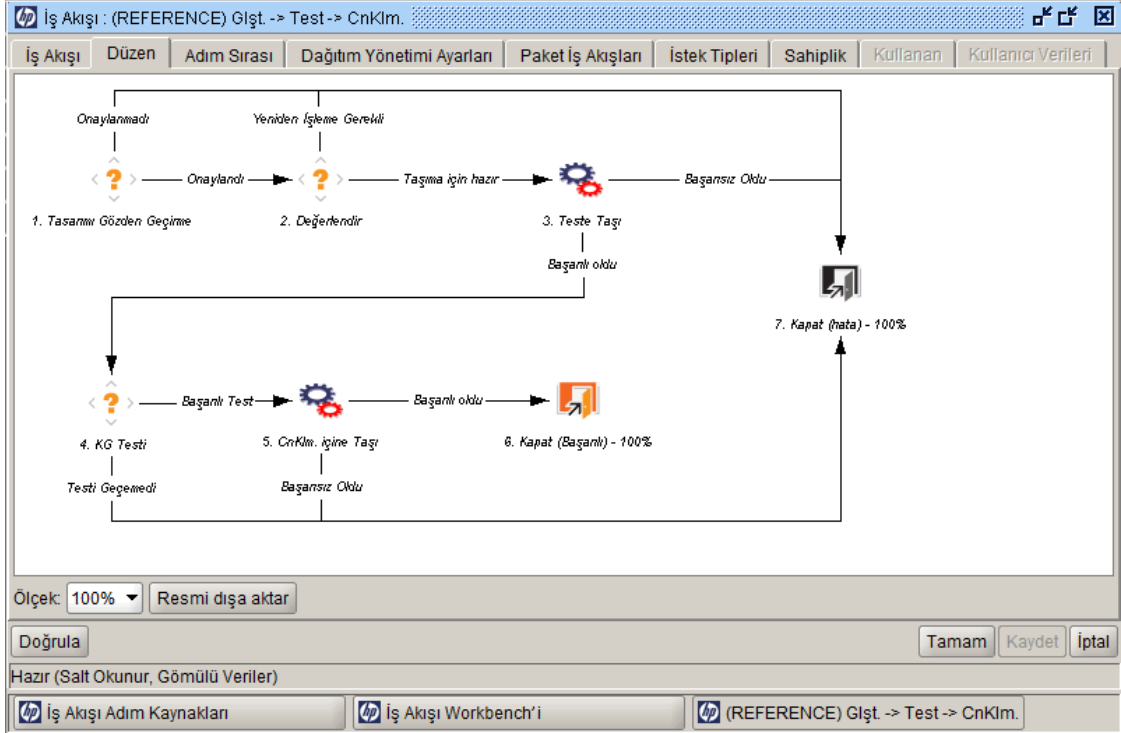 İş Akışı : (REFERENCE) Glşt. -> Test -> CnKlm.
İş Akışı Düzen Adım Sırası Dağıtım Yönetimi Ayarları Paket İş Akışları İstek Tipleri Sahiplik Kullanan Kullanıcı Verileri
Onaylanmadı Yeniden İşleme Gerekli
Onaylandı Taşıma için hazır Başarısız Oldu
1. Tasarımı Gözden Geçirme 2. Değerlendir 3. Teste Taşı
Başarılı oldu
7. Kapat (hata) - 100%
Başarılı Test Başarılı oldu
4. KG Testi 5. CnKlm. içine Taşı 6. Kapat (Başarılı) - 100%
Testi Geçemedi Başarısız Oldu
Ölçek: 100% Resmi dışa aktar
Doğrula Tamam Kaydet İptal
Hazır (Salt Okunur, Gömülü Veriler)
hp İş Akışı Adım Kaynakları hp İş Akışı Workbench'i hp (REFERENCE) Glşt. -> Test -> CnKlm.